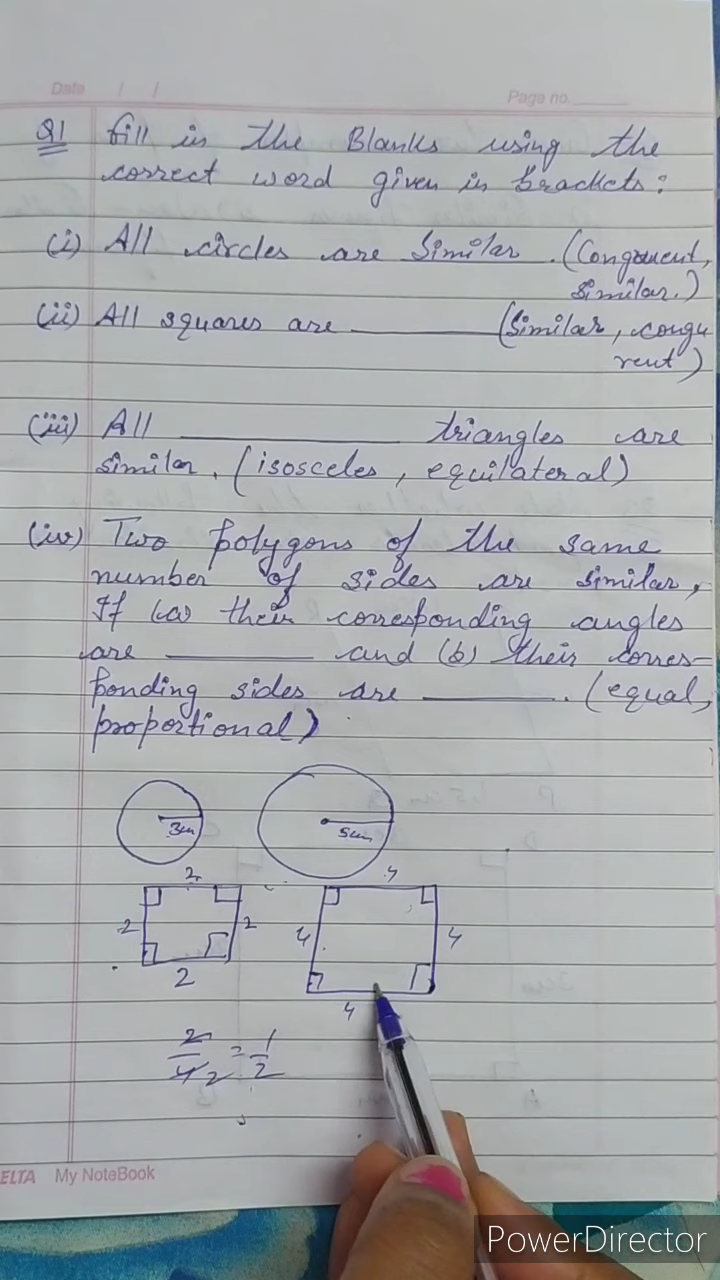 Date / /
Page no.
Q1 fill in the Blanks using the
correct word given in brackets:
(i) All circles are similar. (Congruent,
similar.)
(ii) All squares are ________ (similar, congu
rent)
(iii) All ________ triangles are
similar. (isosceles, equilateral)
(iv) Two polygons of the same
number of sides are similar,
If (a) their corresponding angles
are ________ and (b) their corres-
ponding sides are ________. (equal,
proportional)
3cm 5cm
2 4
2 2 4 4
2 4
2/4 2 = 1/2
ELTA My NoteBook
PowerDirector